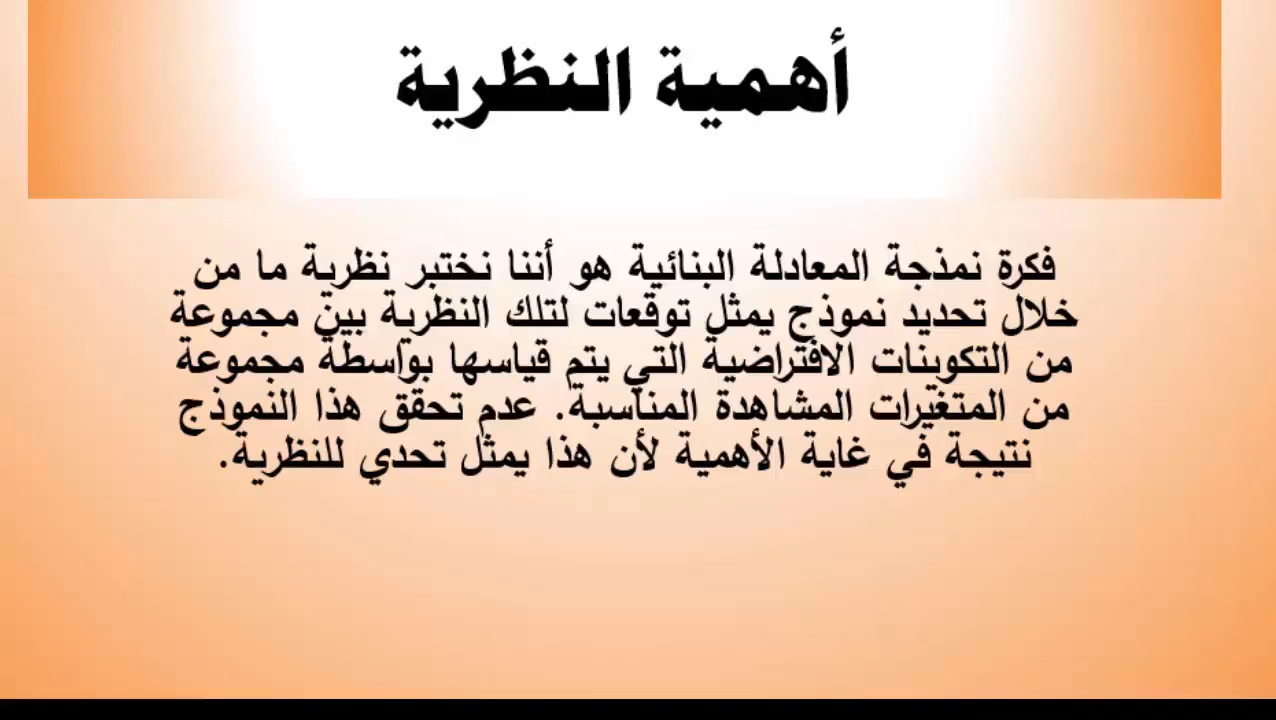 أهمية النظرية
فكرة نمذجة المعادلة البنائية هو أننا نختبر نظرية ما من
خلال تحديد نموذج يمثل توقعات لتلك النظرية بين مجموعة
من التكوينات الافتراضية التي يتم قياسها بواسطة مجموعة
من المتغيرات المشاهدة المناسبة. عدم تحقق هذا النموذج
نتيجة في غاية الأهمية لأن هذا يمثل تحدي للنظرية.